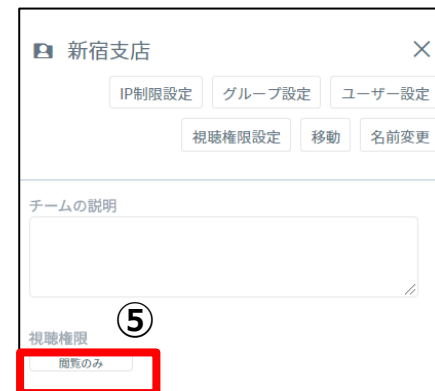 新宿支店
IP制限設定 グループ設定 ユーザー設定
視聴権限設定 移動 名前変更
チームの説明
⑤
視聴権限
閲覧のみ